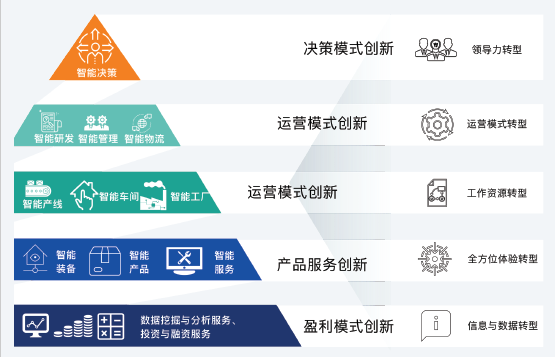 智能决策
决策模式创新
领导力转型
智能研发 智能管理 智能物流
运营模式创新
运营模式转型
智能产线 智能车间 智能工厂
运营模式创新
工作资源转型
智能
装备
智能
产品
智能
服务
产品服务创新
全方位体验转型
数据挖掘与分析服务、
投资与融资服务
盈利模式创新
信息与数据转型